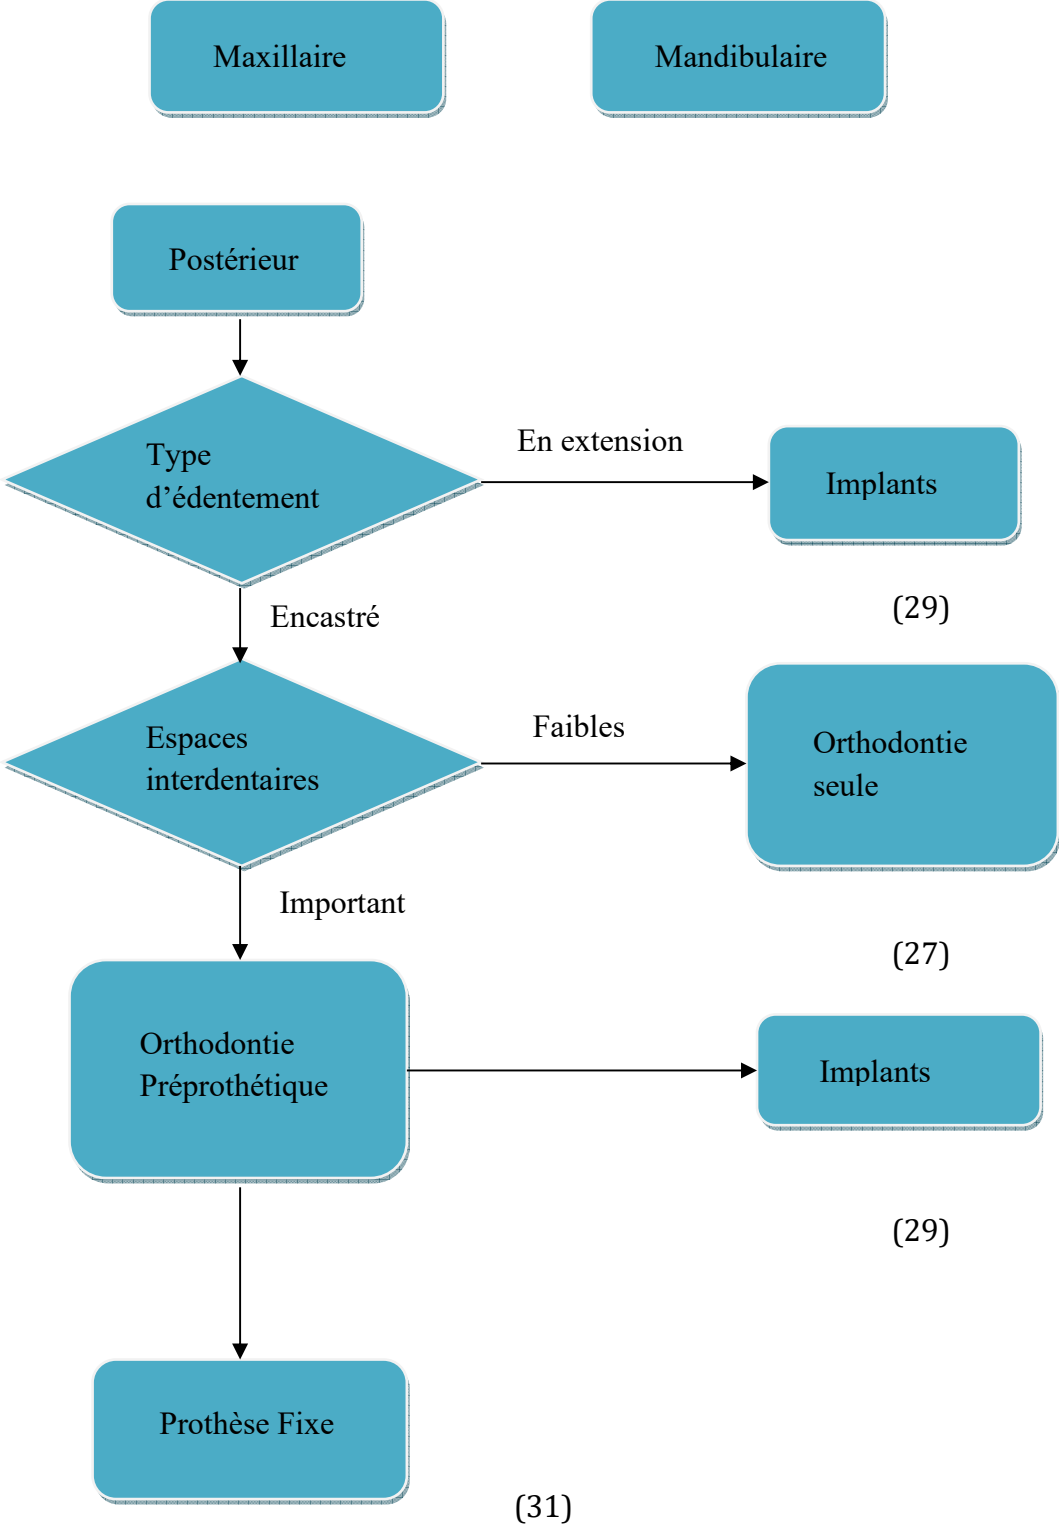 Maxillaire
Mandibulaire
Postérieur
Type
d’édentement
En extension
Implants
(29)
Encastré
Espaces
interdentaires
Faibles
Orthodontie
seule
(27)
Important
Orthodontie
Préprothétique
Implants
(29)
Prothèse Fixe
(31)